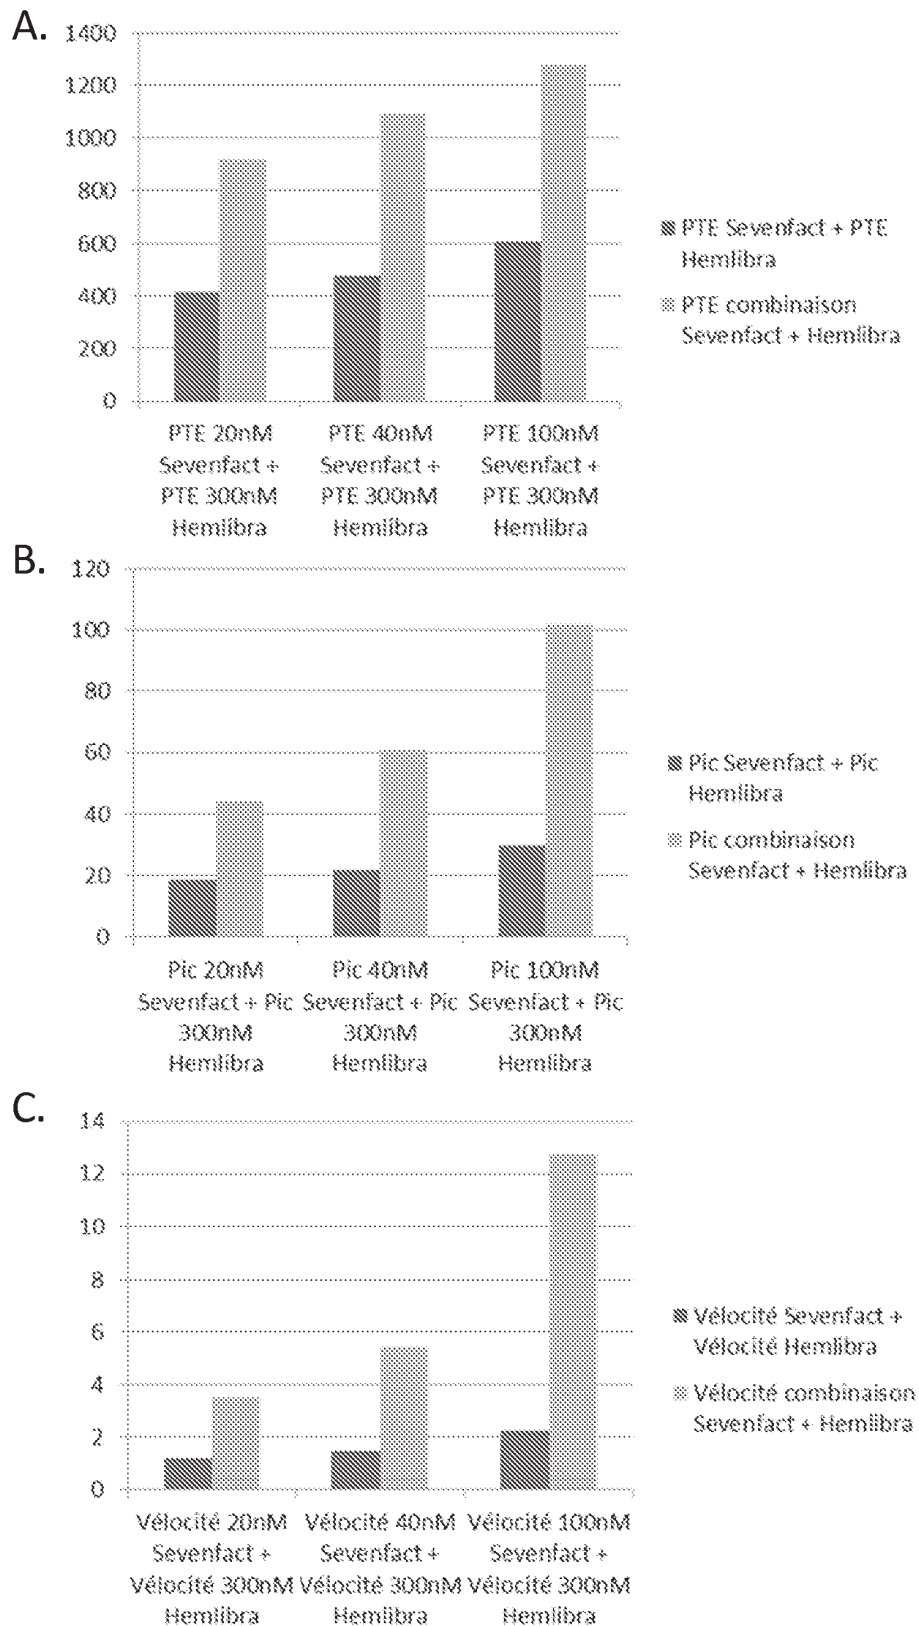 A.
1400
1200
1000
800
600
400
200
0
PTE 20nM
Sevenfact +
PTE 300nM
Hemlibra
PTE 40nM
Sevenfact +
PTE 300nM
Hemlibra
PTE 100nM
Sevenfact +
PTE 300nM
Hemlibra
PTE Sevenfact + PTE
Hemlibra
PTE combinaison
Sevenfact + Hemlibra
B.
120
100
80
60
40
20
0
Pic 20nM
Sevenfact + Pic
300nM
Hemlibra
Pic 40nM
Sevenfact + Pic
300nM
Hemlibra
Pic 100nM
Sevenfact + Pic
300nM
Hemlibra
Pic Sevenfact + Pic
Hemlibra
Pic combinaison
Sevenfact + Hemlibra
C.
14
12
10
8
6
4
2
0
Vélocité 20nM
Sevenfact +
Vélocité 300nM
Hemlibra
Vélocité 40nM
Sevenfact +
Vélocité 300nM
Hemlibra
Vélocité 100nM
Sevenfact +
Vélocité 300nM
Hemlibra
Vélocité Sevenfact +
Vélocité Hemlibra
Vélocité combinaison
Sevenfact + Hemlibra